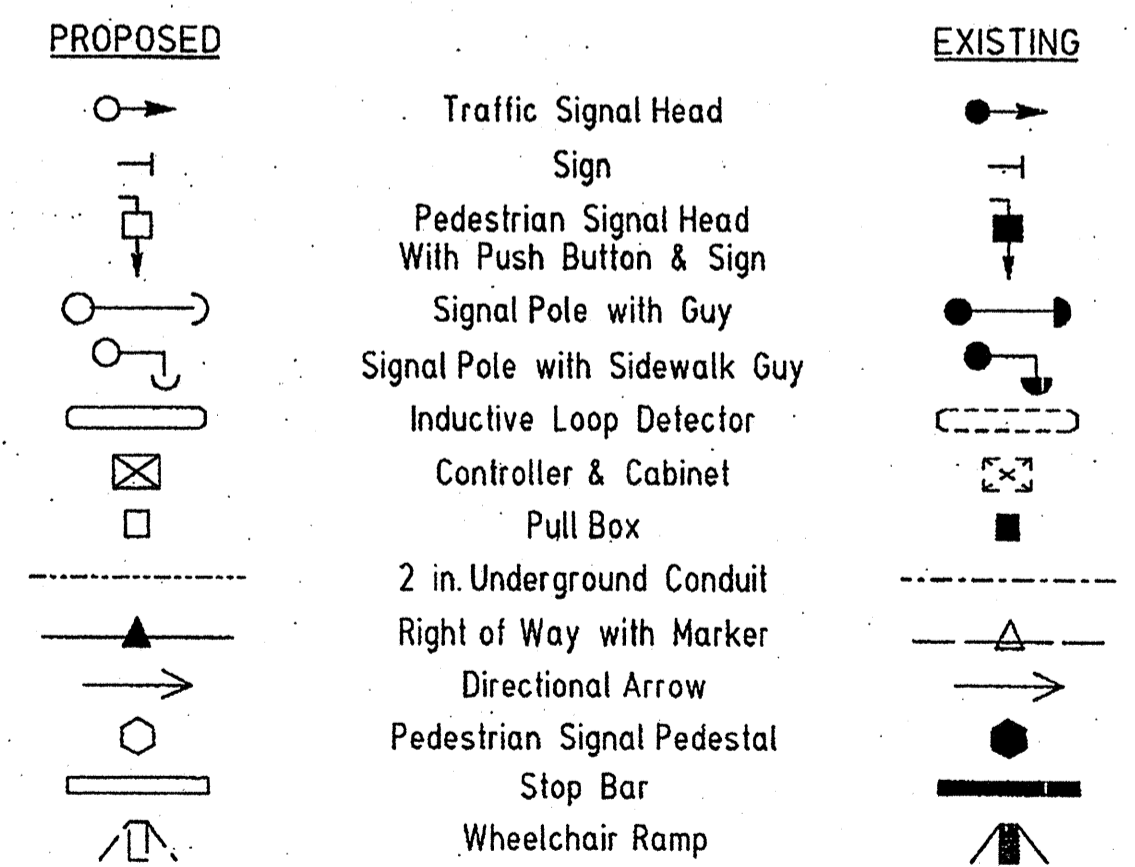 PROPOSED EXISTING
Traffic Signal Head
Sign
Pedestrian Signal Head
With Push Button & Sign
Signal Pole with Guy
Signal Pole with Sidewalk Guy
Inductive Loop Detector
Controller & Cabinet
Pull Box
2 in. Underground Conduit
Right of Way with Marker
Directional Arrow
Pedestrian Signal Pedestal
Stop Bar
Wheelchair Ramp